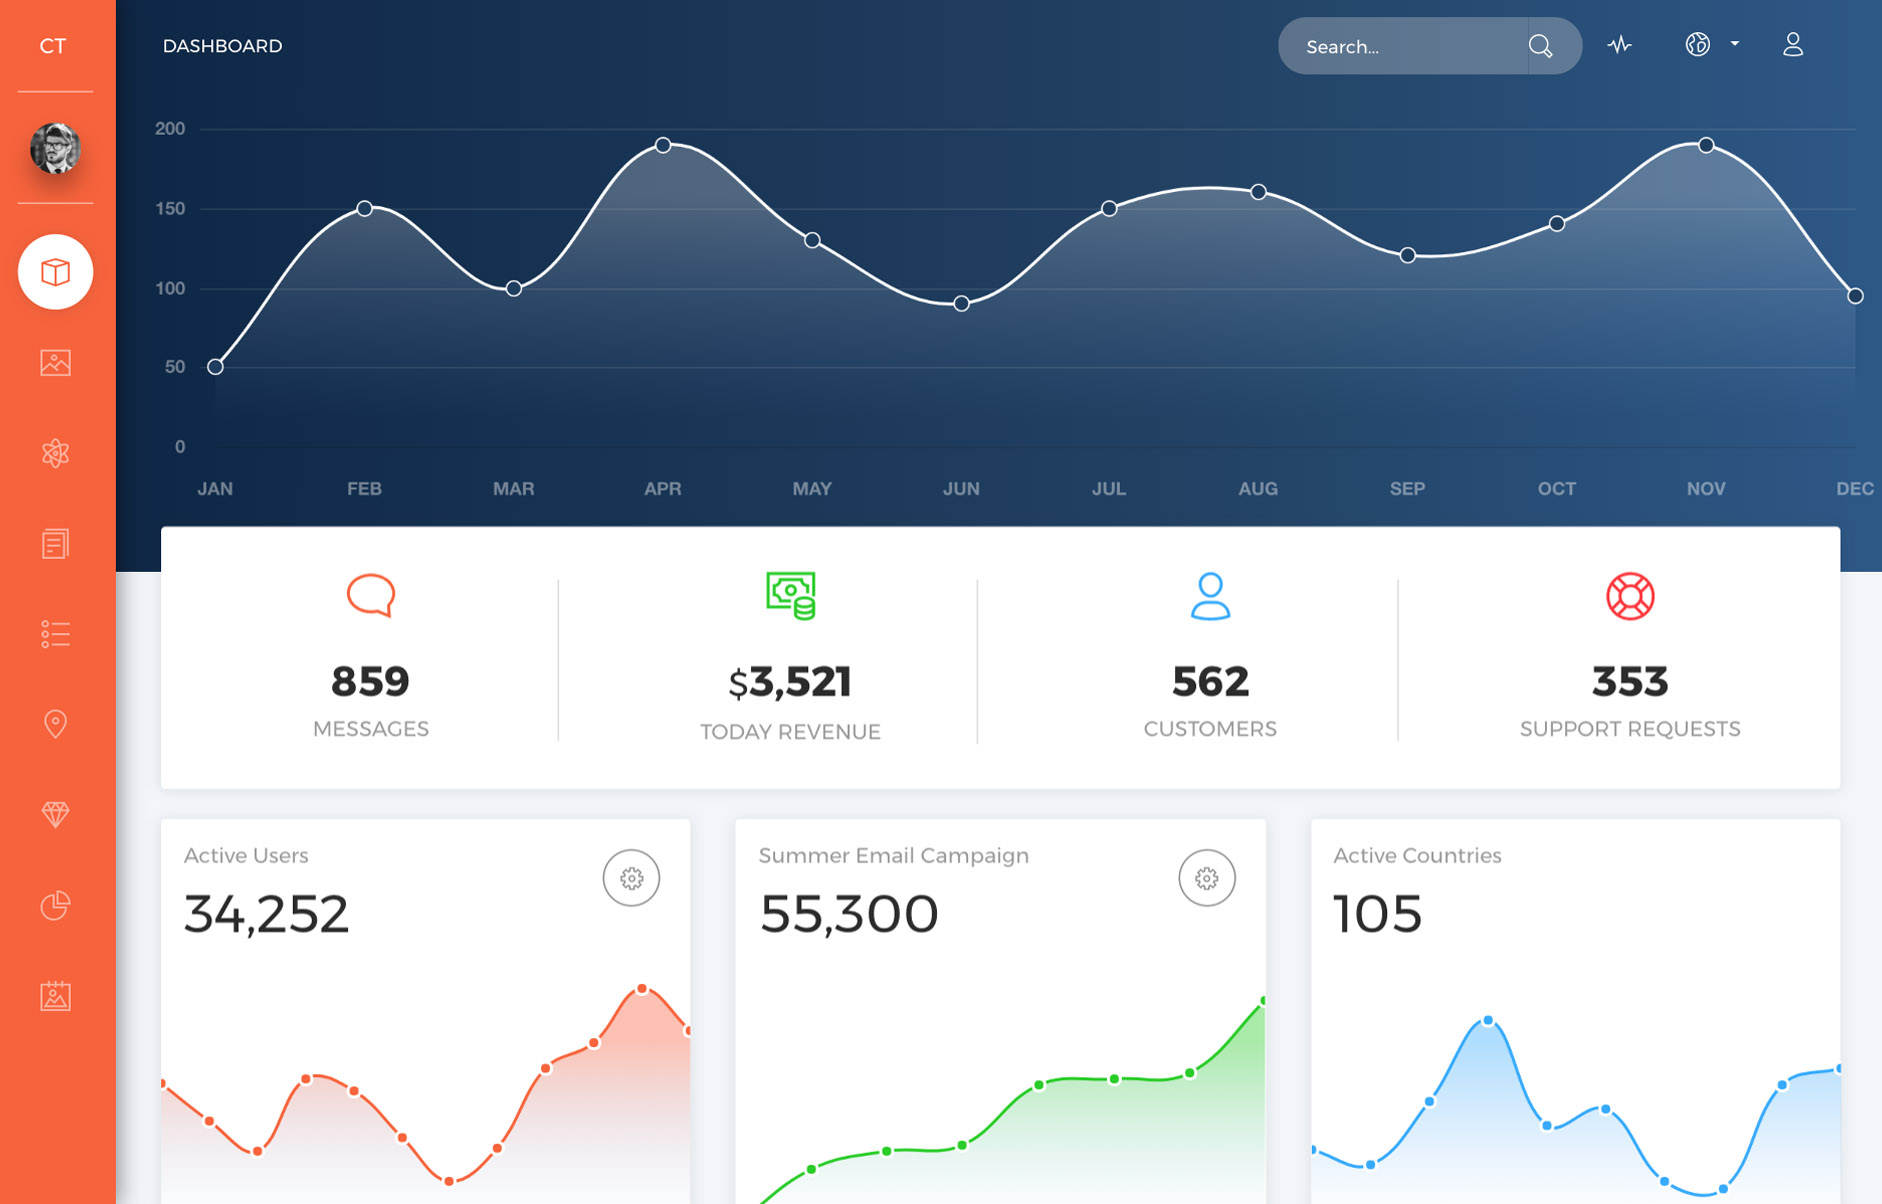 CT
DASHBOARD
Search...
200
150
100
50
0
JAN FEB MAR APR MAY JUN JUL AUG SEP OCT NOV DEC
859
MESSAGES
$3,521
TODAY REVENUE
562
CUSTOMERS
353
SUPPORT REQUESTS
Active Users
34,252
Summer Email Campaign
55,300
Active Countries
105